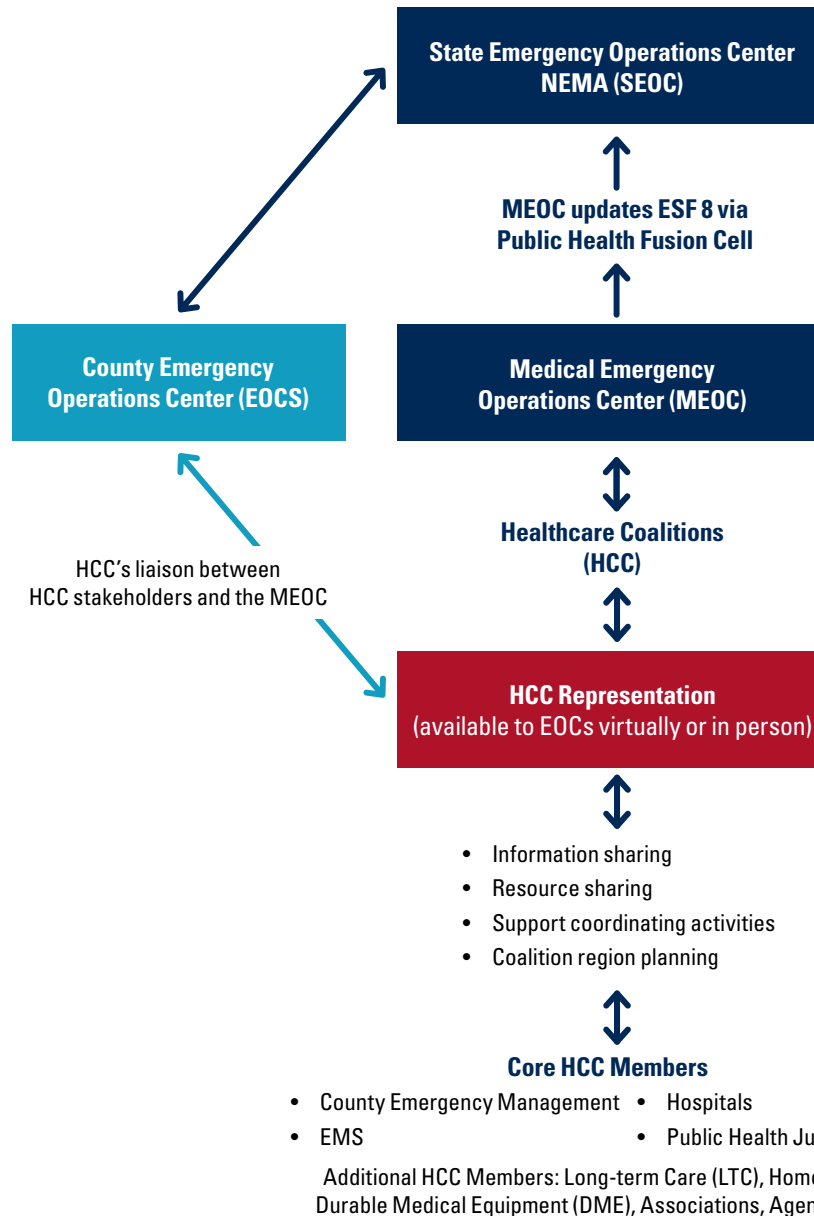 State Emergency Operations Center
NEMA (SEOC)
MEOC updates ESF 8 via
Public Health Fusion Cell
County Emergency
Operations Center (EOCS)
Medical Emergency
Operations Center (MEOC)
Healthcare Coalitions
(HCC)
HCC's liaison between
HCC stakeholders and the MEOC
HCC Representation
(available to EOCs virtually or in person)
• Information sharing
• Resource sharing
• Support coordinating activities
• Coalition region planning
Core HCC Members
• County Emergency Management • Hospitals
• EMS • Public Health
Additional HCC Members: Long-term Care (LTC),
Durable Medical Equipment (DME), Associations,